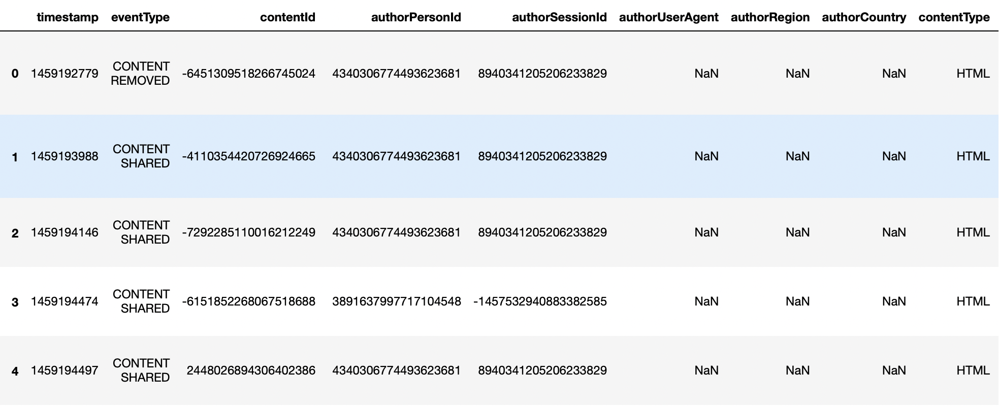 timestamp eventType contentId authorPersonId authorSessionId authorUserAgent authorRegion authorCountry contentType
0 1459192779 CONTENT REMOVED -6451309518266745024 4340306774493623681 8940341205206233829 NaN NaN NaN HTML
1 1459193988 CONTENT SHARED -4110354420726924665 4340306774493623681 8940341205206233829 NaN NaN NaN HTML
2 1459194146 CONTENT SHARED -7292285110016212249 4340306774493623681 8940341205206233829 NaN NaN NaN HTML
3 1459194474 CONTENT SHARED -6151852268067518688 3891637997717104548 -1457532940883382585 NaN NaN NaN HTML
4 1459194497 CONTENT SHARED 2448026894306402386 4340306774493623681 8940341205206233829 NaN NaN NaN HTML